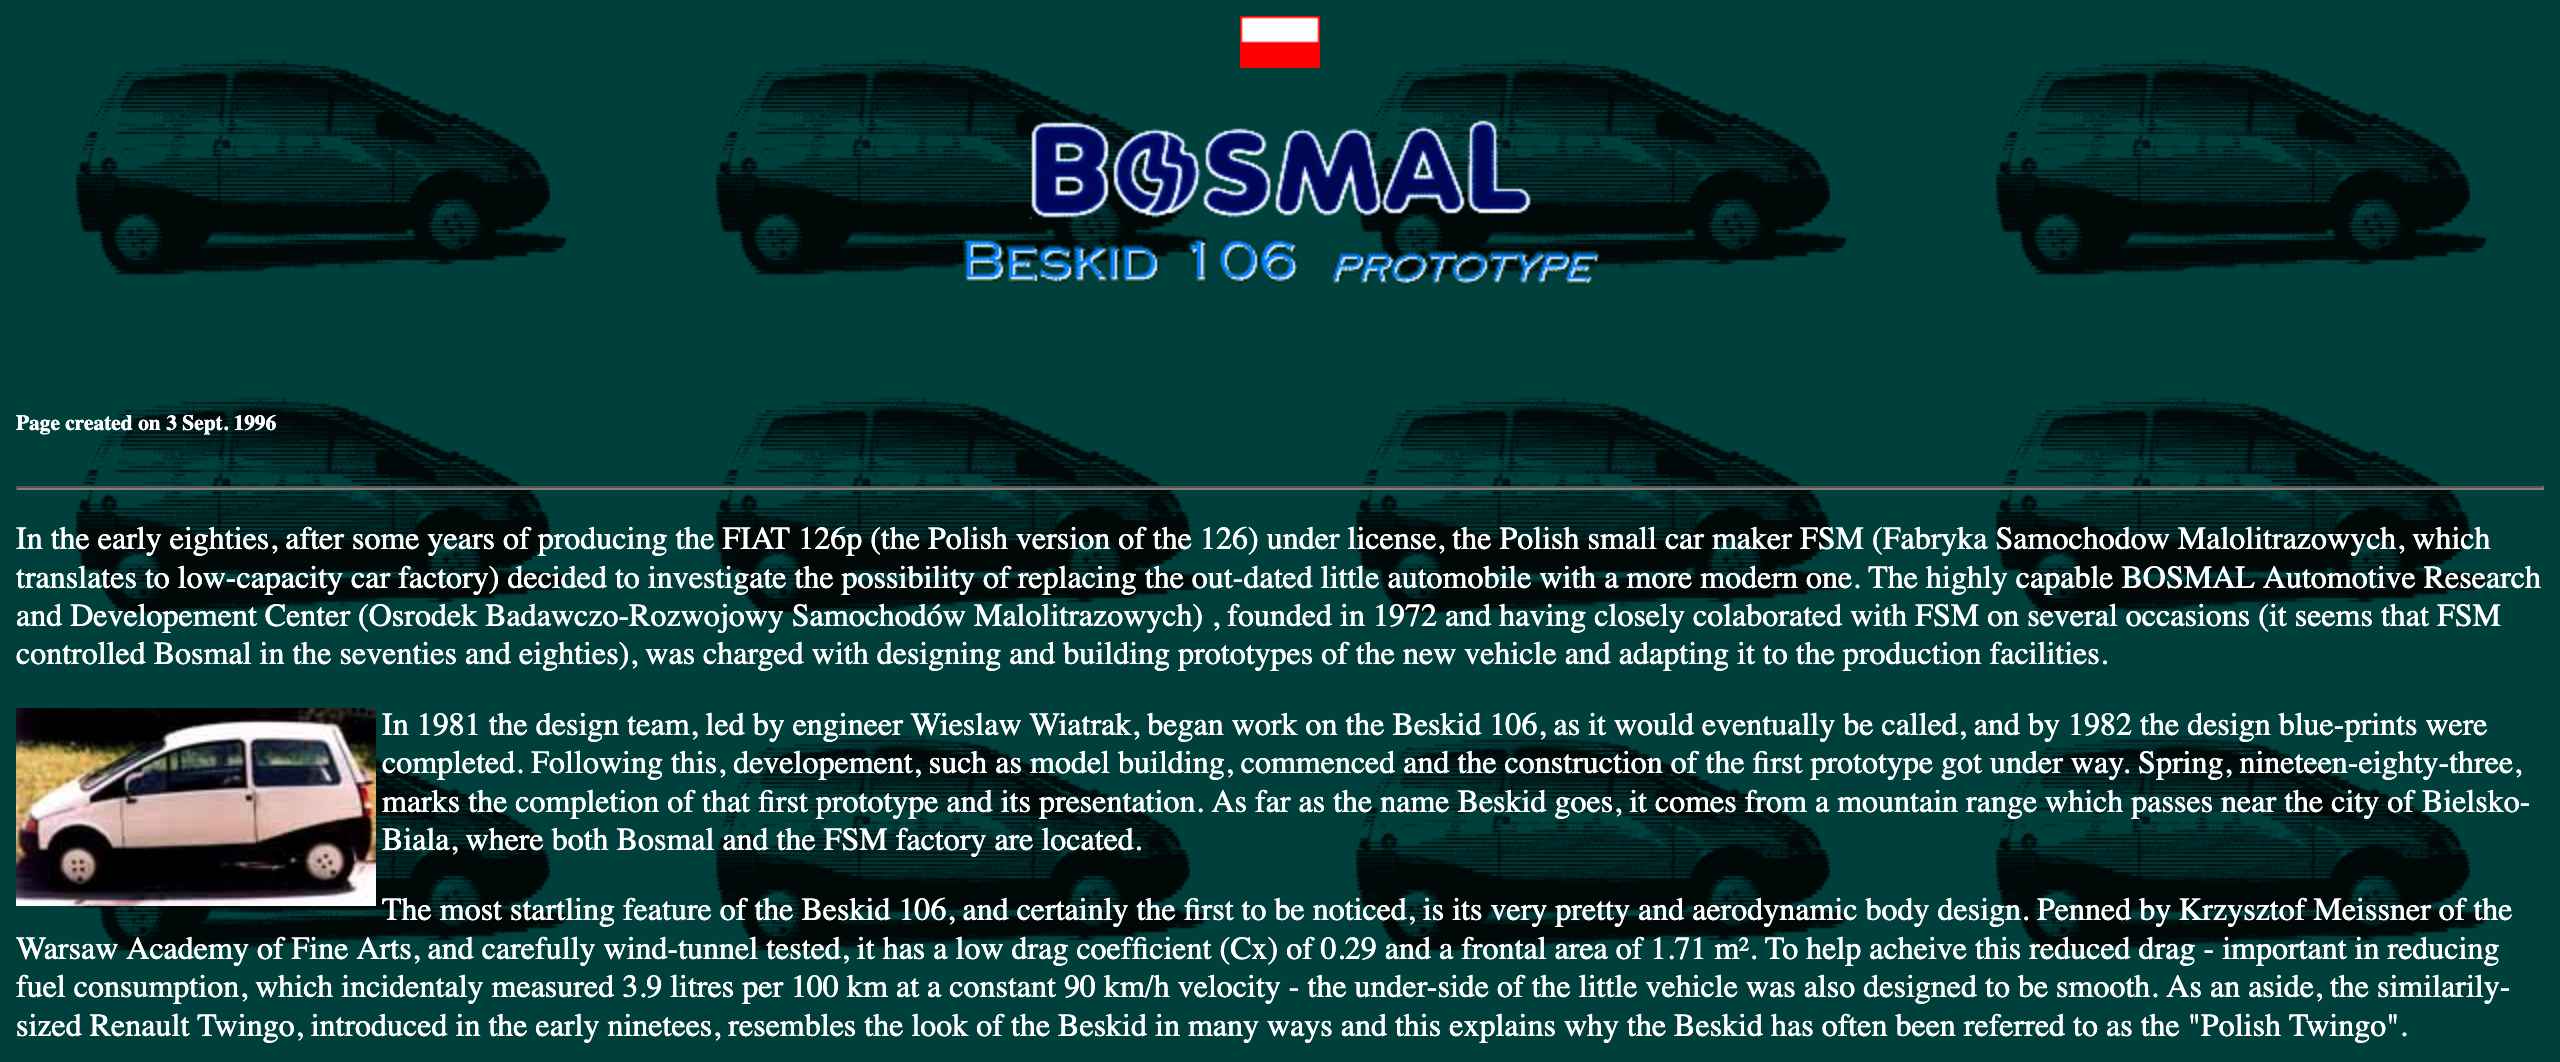 BOSMAL
BESKID 106 PROTOTYPE
Page created on 3 Sept. 1996
In the early eighties, after some years of producing the FIAT 126p (the Polish version of the 126) under license, the Polish small car maker FSM (Fabryka Samochodow Malolitrazowych, which
translates to low-capacity car factory) decided to investigate the possibility of replacing the out-dated little automobile with a more modern one. The highly capable BOSMAL Automotive Research
and Developement Center (Osrodek Badawczo-Rozwojowy Samochodów Malolitrazowych) , founded in 1972 and having closely colaborated with FSM on several occasions (it seems that FSM
controlled Bosmal in the seventies and eighties), was charged with designing and building prototypes of the new vehicle and adapting it to the production facilities.
In 1981 the design team, led by engineer Wieslaw Wiatrak, began work on the Beskid 106, as it would eventually be called, and by 1982 the design blue-prints were
completed. Following this, developement, such as model building, commenced and the construction of the first prototype got under way. Spring, nineteen-eighty-three,
marks the completion of that first prototype and its presentation. As far as the name Beskid goes, it comes from a mountain range which passes near the city of Bielsko-
Biala, where both Bosmal and the FSM factory are located.
The most startling feature of the Beskid 106, and certainly the first to be noticed, is its very pretty and aerodynamic body design. Penned by Krzysztof Meissner of the
Warsaw Academy of Fine Arts, and carefully wind-tunnel tested, it has a low drag coefficient (Cx) of 0.29 and a frontal area of 1.71 m². To help acheive this reduced drag - important in reducing
fuel consumption, which incidentaly measured 3.9 litres per 100 km at a constant 90 km/h velocity - the under-side of the little vehicle was also designed to be smooth. As an aside, the similarily-
sized Renault Twingo, introduced in the early ninetees, resembles the look of the Beskid in many ways and this explains why the Beskid has often been referred to as the "Polish Twingo".